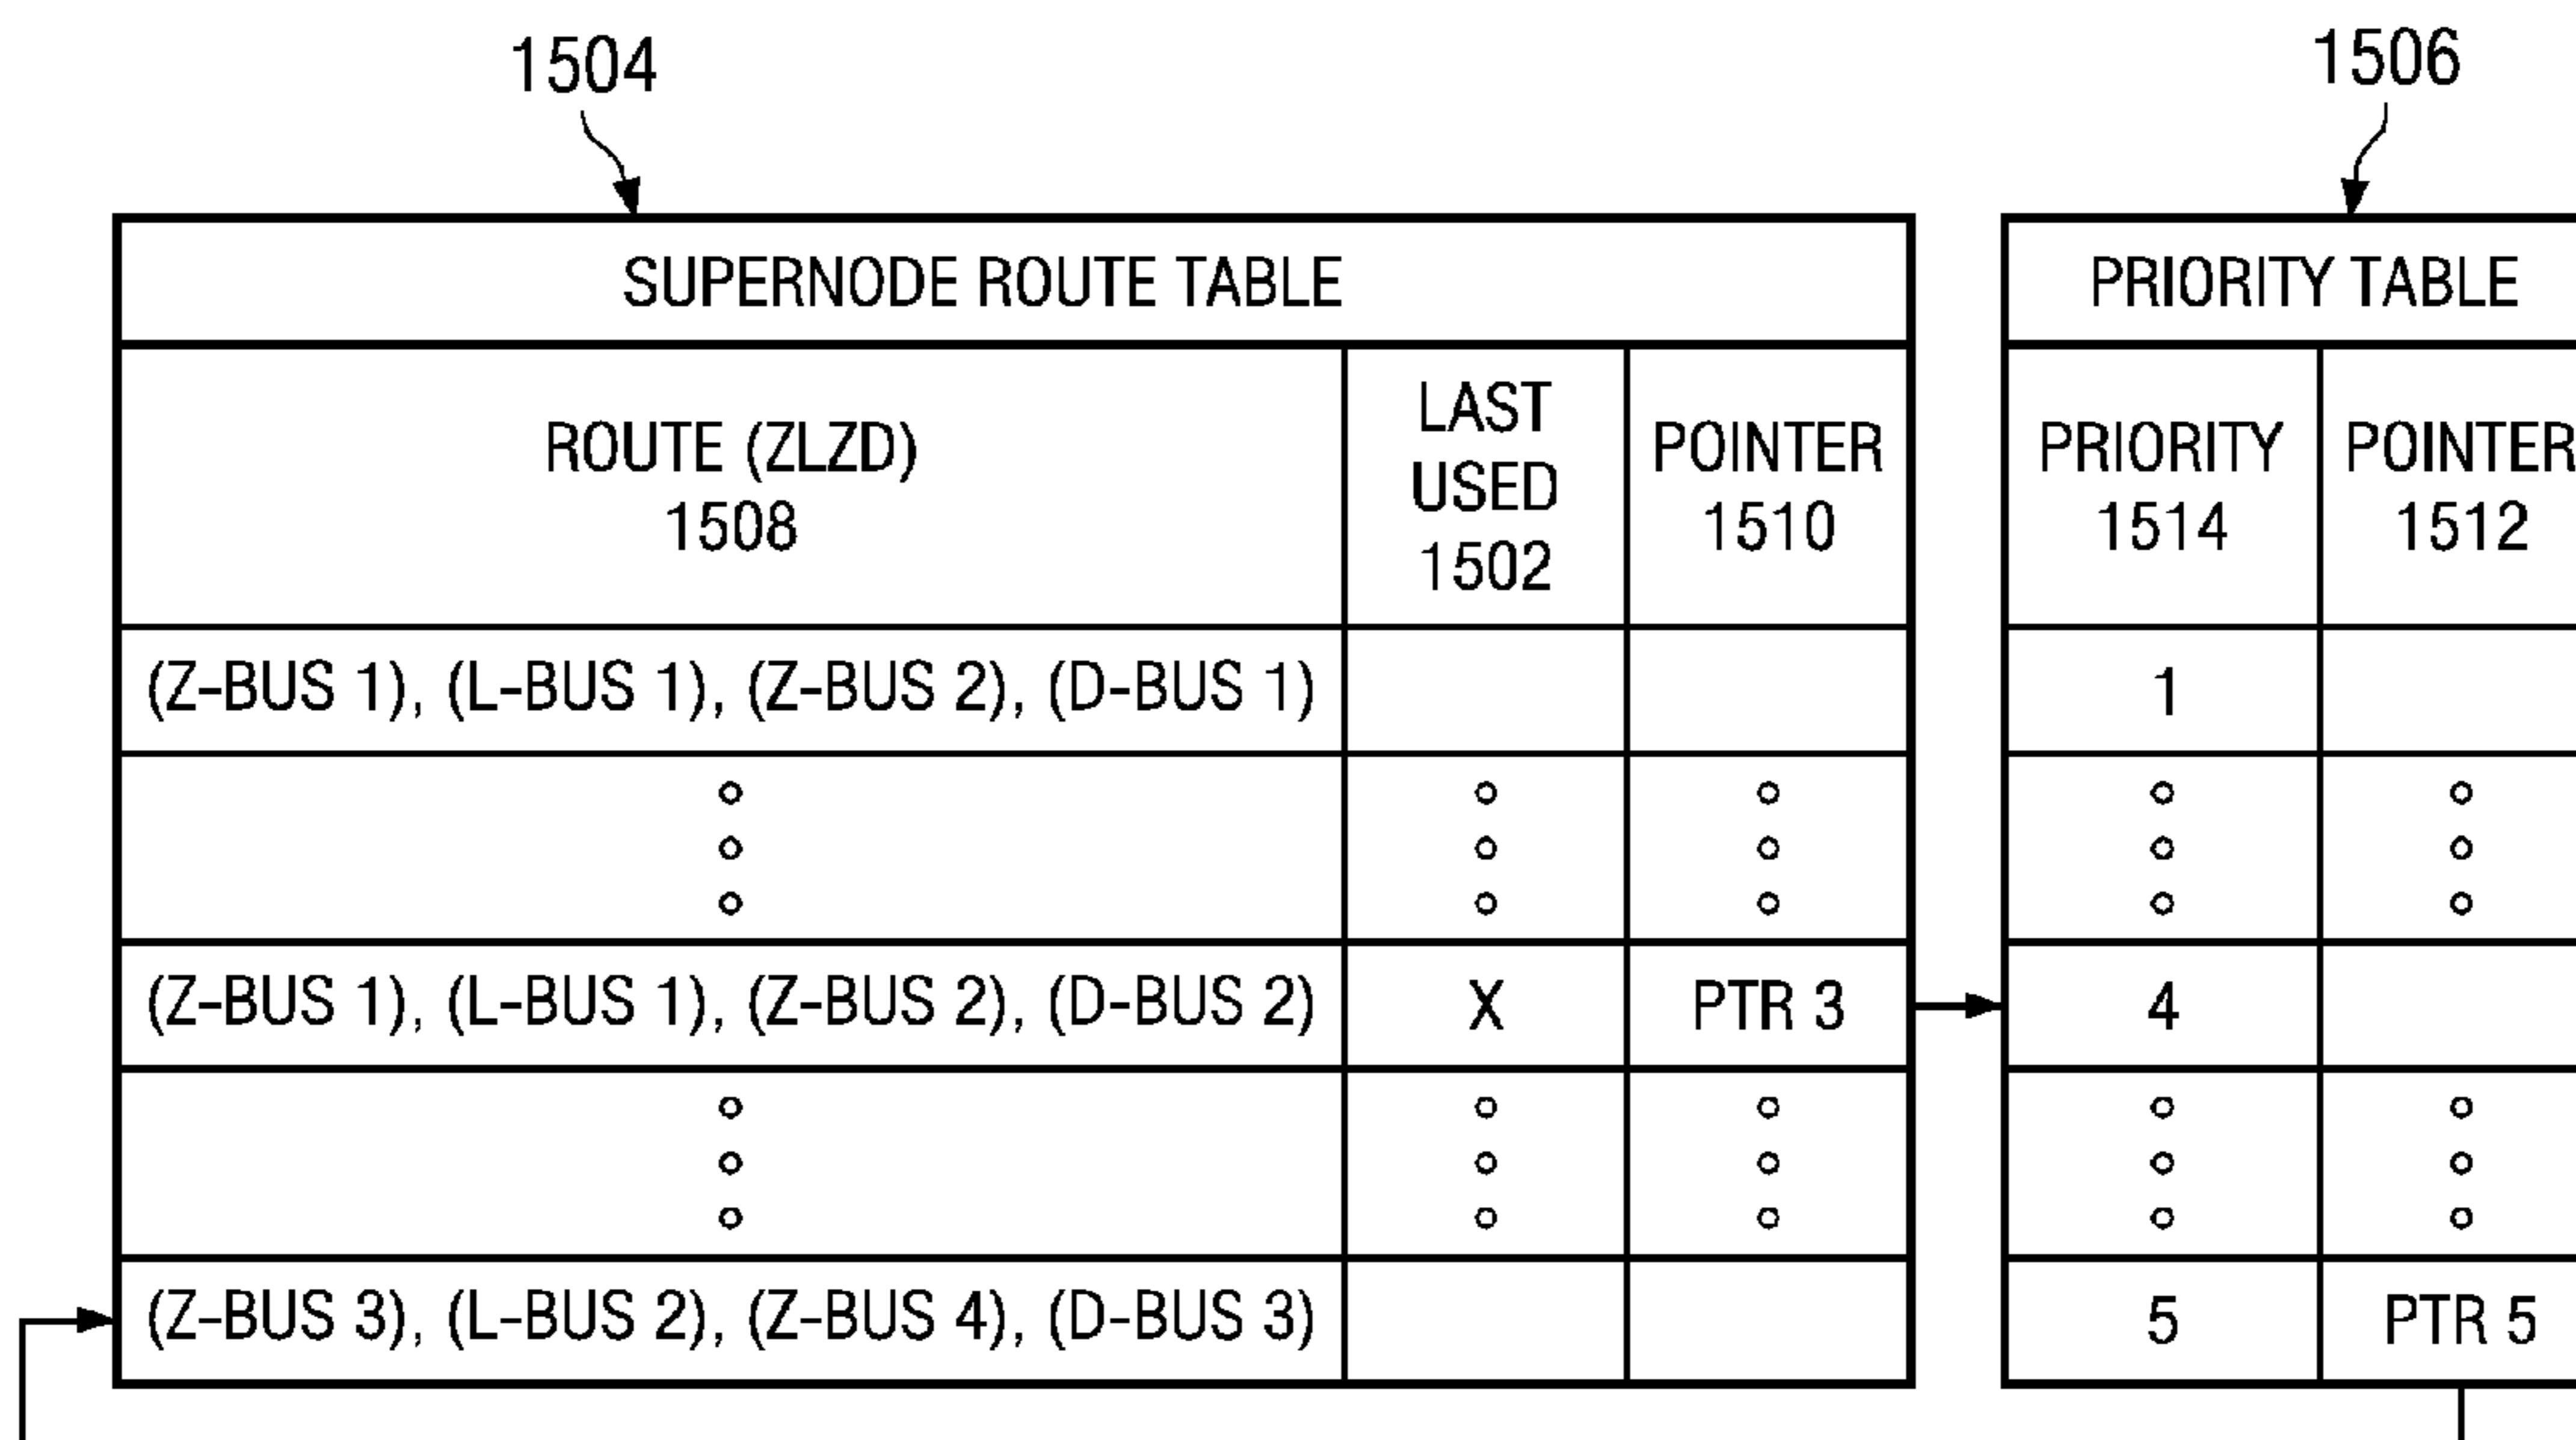 1504
1506
SUPERNODE ROUTE TABLE
PRIORITY TABLE
ROUTE (ZLZD)
1508
LAST
USED
1502
POINTER
1510
PRIORITY
1514
POINTER
1512
(Z-BUS 1), (L-BUS 1), (Z-BUS 2), (D-BUS 1)
1
(Z-BUS 1), (L-BUS 1), (Z-BUS 2), (D-BUS 2)
X
PTR 3
4
(Z-BUS 3), (L-BUS 2), (Z-BUS 4), (D-BUS 3)
5
PTR 5